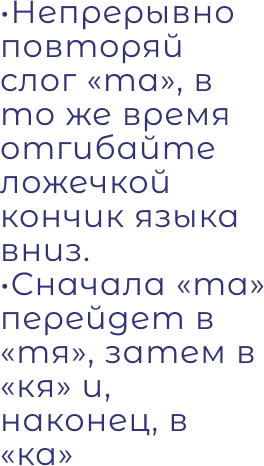 •Непрерывно
повторяй
слог «та», в
то же время
отгибайте
ложечкой
кончик языка
вниз.
•Сначала «та»
перейдет в
«тя», затем в
«кя» и,
наконец, в
«ка»